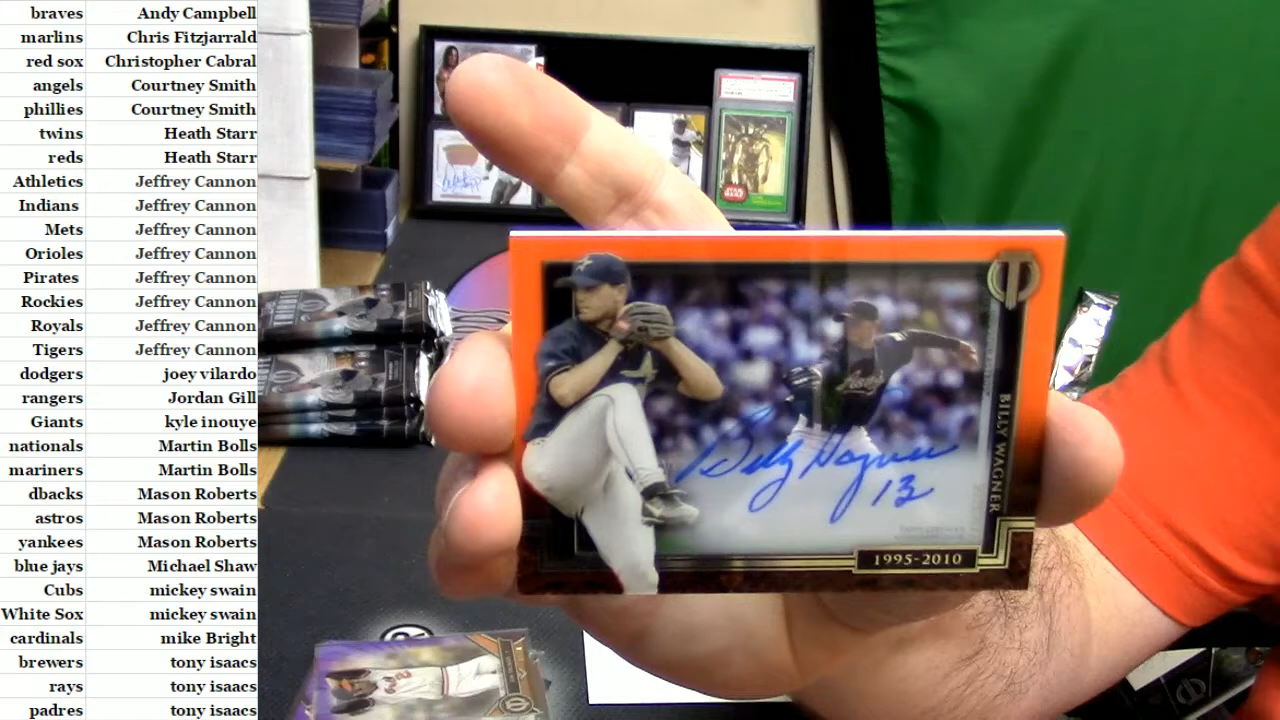 braves Andy Campbell
marlins Chris Fitzjarrald
red sox Christopher Cabral
angels Courtney Smith
phillies Courtney Smith
twins Heath Starr
reds Heath Starr
Athletics Jeffrey Cannon
Indians Jeffrey Cannon
Mets Jeffrey Cannon
Orioles Jeffrey Cannon
Pirates Jeffrey Cannon
Rockies Jeffrey Cannon
Royals Jeffrey Cannon
Tigers Jeffrey Cannon
dodgers joey vilardo
rangers Jordan Gill
Giants kyle inouye
nationals Martin Bolls
mariners Martin Bolls
dbacks Mason Roberts
astros Mason Roberts
yankees Mason Roberts
blue jays Michael Shaw
Cubs mickey swain
White Sox mickey swain
cardinals mike Bright
brewers tony isaacs
rays tony isaacs
padres tony isaacs
STAR WARS
BILLY WAGNER
Billy Wagner
13
1995-2010